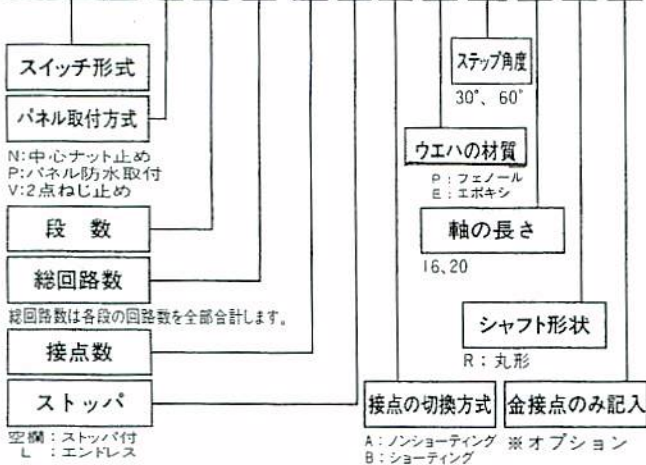 スイッチ形式
パネル取付方式
N:中心ナット止め
P:パネル防水取付
V:2点ねじ止め
段 数
総回路数
総回路数は各段の回路数を全部合計します。
接点数
ストッパ
空欄:ストッパ付
L :エンドレス
ステップ角度
30°、60°
ウエハの材質
P:フェノール
E:エポキシ
軸の長さ
16、20
シャフト形状
R:丸形
接点の切換方式
A:ノンショーティング
B:ショーティング
金接点のみ記入
※オプション